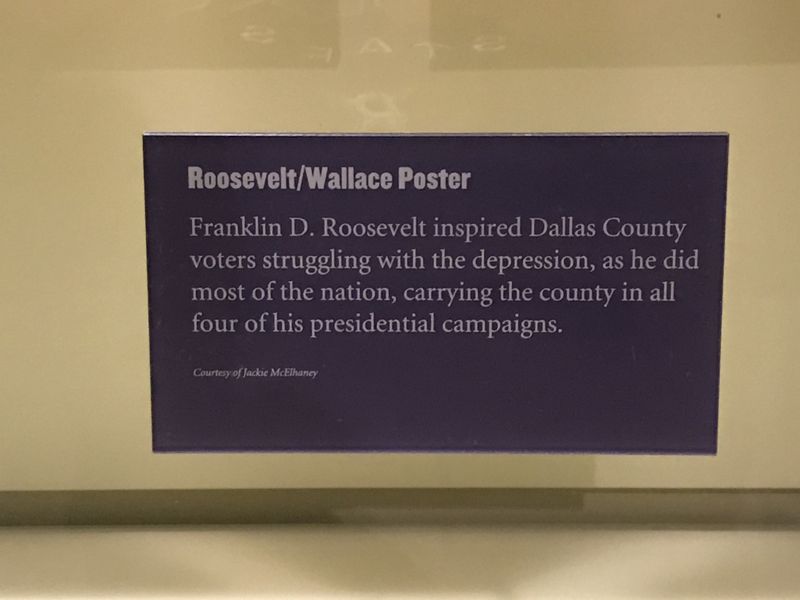 Roosevelt/Wallace Poster
Franklin D. Roosevelt inspired Dallas County
voters struggling with the depression, as he did
most of the nation, carrying the county in all
four of his presidential campaigns.
Courtesy of Jackie McElhaney